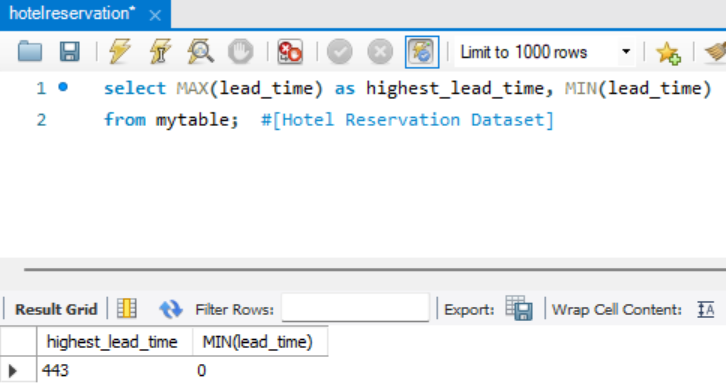 hotelreservation*
Limit to 1000 rows
1 select MAX(lead_time) as highest_lead_time, MIN(lead_time)
2 from mytable; #[Hotel Reservation Dataset]
Result Grid Filter Rows: Export: Wrap Cell Content: IA
highest_lead_time MIN(lead_time)
443 0